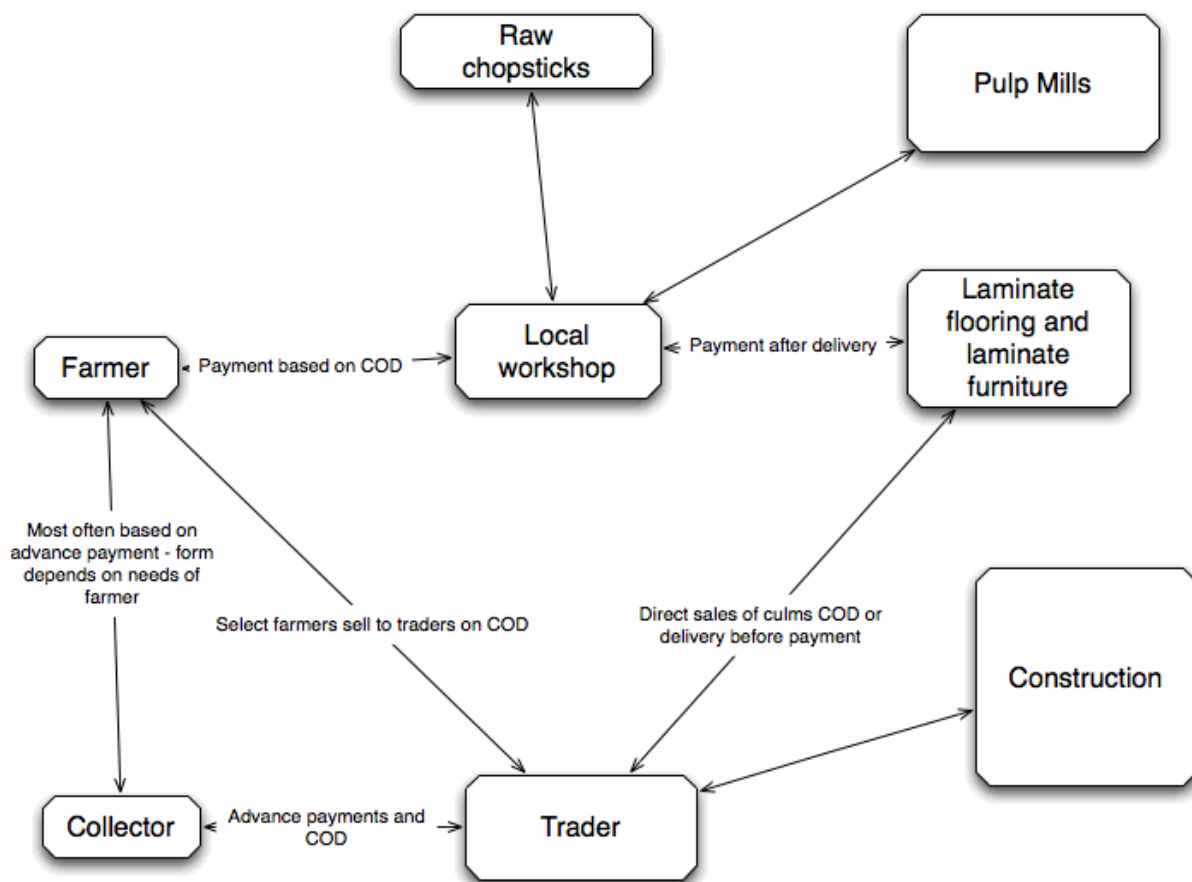 Raw
chopsticks
Pulp Mills
Laminate
flooring and
laminate
furniture
Local
workshop
Payment after delivery
Farmer
Payment based on COD
Most often based on
advance payment - form
depends on needs of
farmer
Select farmers sell to traders on COD
Direct sales of culms COD or
delivery before payment
Construction
Collector
Advance payments and
COD
Trader